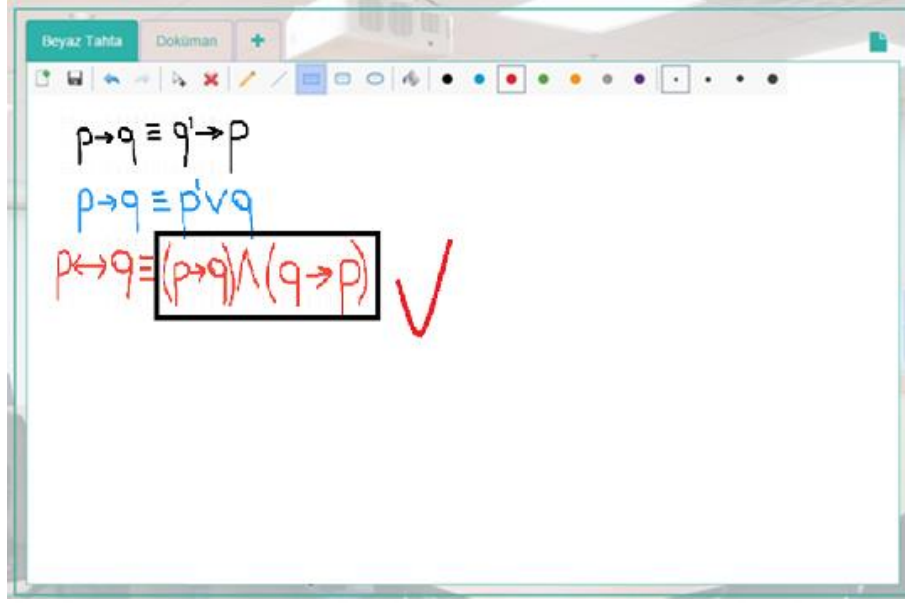 Beyaz Tahta Doküman +
p→q ≡ q'→p
p→q ≡ p'∨q
p↔q ≡ (p→q)∧(q→p)